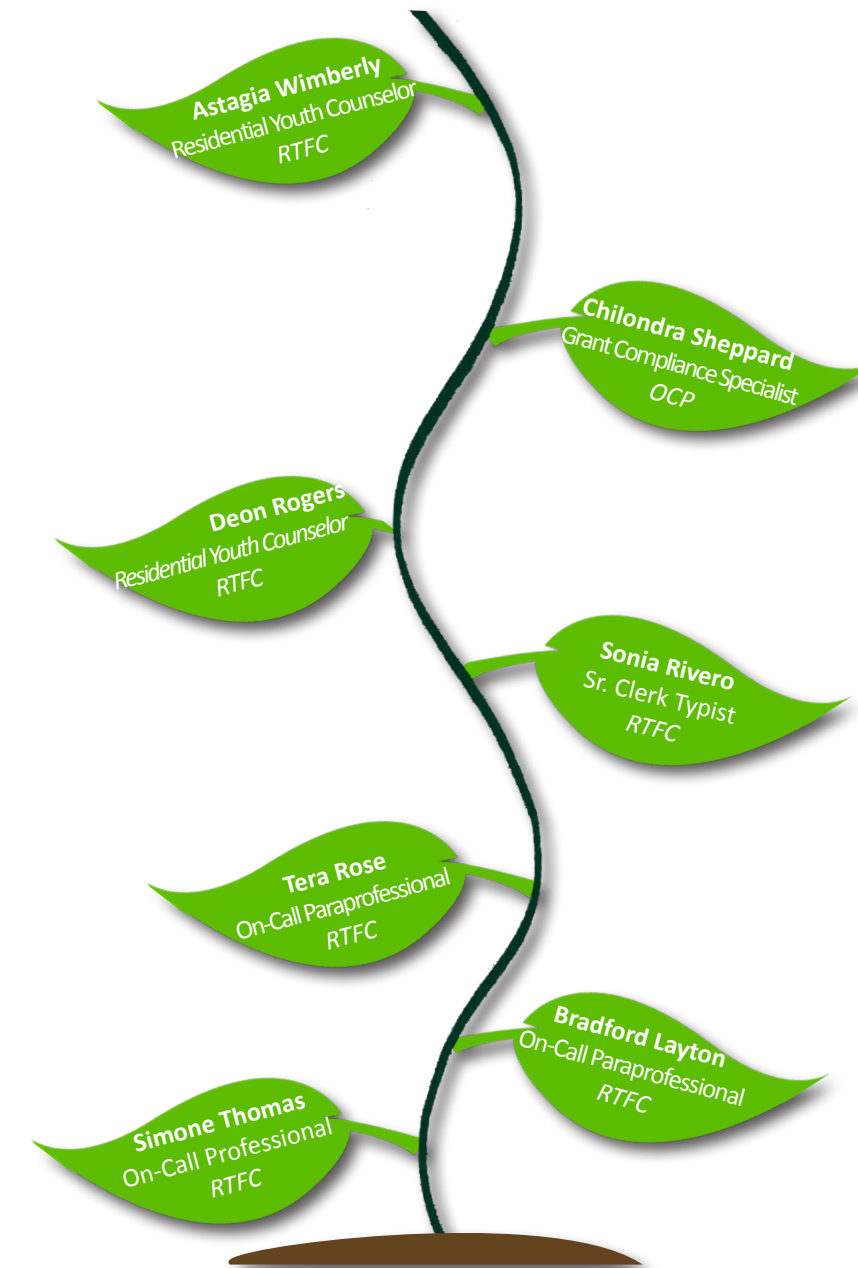 Astagia Wimberly
Residential Youth Counselor
RTFC
Chilondra Sheppard
Grant Compliance Specialist
OCP
Deon Rogers
Residential Youth Counselor
RTFC
Sonia Rivero
Sr. Clerk Typist
RTFC
Tera Rose
On-Call Paraprofessional
RTFC
Bradford Layton
On-Call Paraprofessional
RTFC
Simone Thomas
On-Call Professional
RTFC